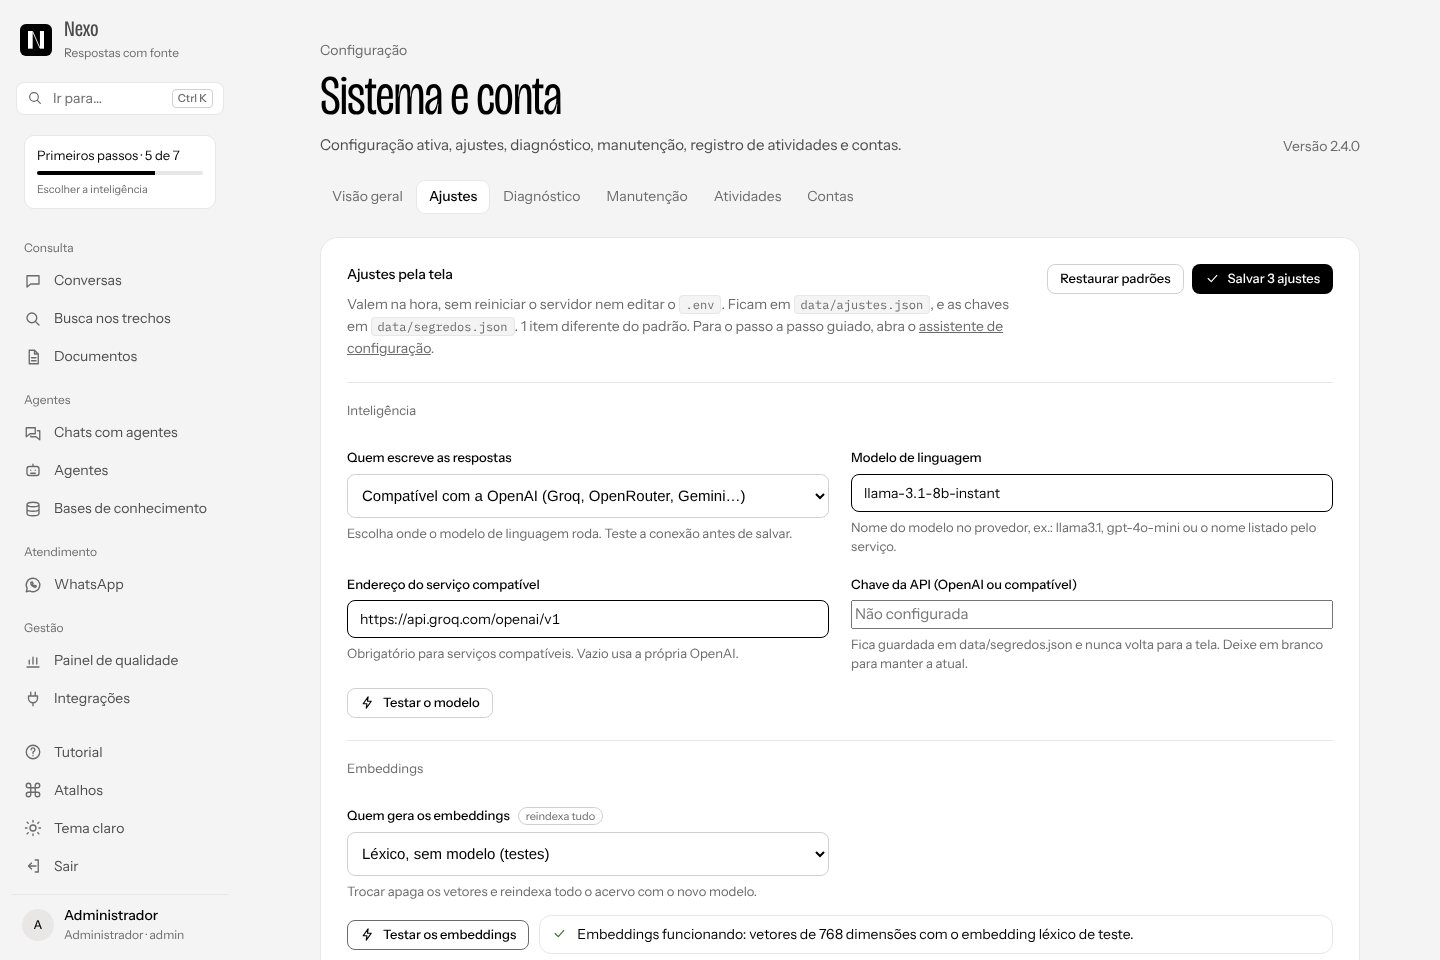 Nexo
Respostas com fonte
Ir para...
Ctrl K
Primeiros passos · 5 de 7
Escolher a inteligência
Consulta
Conversas
Busca nos trechos
Documentos
Agentes
Chats com agentes
Agentes
Bases de conhecimento
Atendimento
WhatsApp
Gestão
Painel de qualidade
Integrações
Tutorial
Atalhos
Tema claro
Sair
A
Administrador
Administrador · admin
Configuração
Sistema e conta
Configuração ativa, ajustes, diagnóstico, manutenção, registro de atividades e contas.
Versão 2.4.0
Visão geral
Ajustes
Diagnóstico
Manutenção
Atividades
Contas
Ajustes pela tela
Restaurar padrões
Salvar 3 ajustes
Valem na hora, sem reiniciar o servidor nem editar o .env. Ficam em data/ajustes.json, e as chaves
em data/segredos.json. 1 item diferente do padrão. Para o passo a passo guiado, abra o assistente de
configuração.
Inteligência
Quem escreve as respostas
Compatível com a OpenAI (Groq, OpenRouter, Gemini...)
Escolha onde o modelo de linguagem roda. Teste a conexão antes de salvar.
Modelo de linguagem
llama-3.1-8b-instant
Nome do modelo no provedor, ex.: llama3.1, gpt-4o-mini ou o nome listado pelo
serviço.
Endereço do serviço compatível
https://api.groq.com/openai/v1
Obrigatório para serviços compatíveis. Vazio usa a própria OpenAI.
Chave da API (OpenAI ou compatível)
Não configurada
Fica guardada em data/segredos.json e nunca volta para a tela. Deixe em branco
para manter a atual.
Testar o modelo
Embeddings
Quem gera os embeddings
reindexa tudo
Léxico, sem modelo (testes)
Trocar apaga os vetores e reindexa todo o acervo com o novo modelo.
Testar os embeddings
Embeddings funcionando: vetores de 768 dimensões com o embedding léxico de teste.